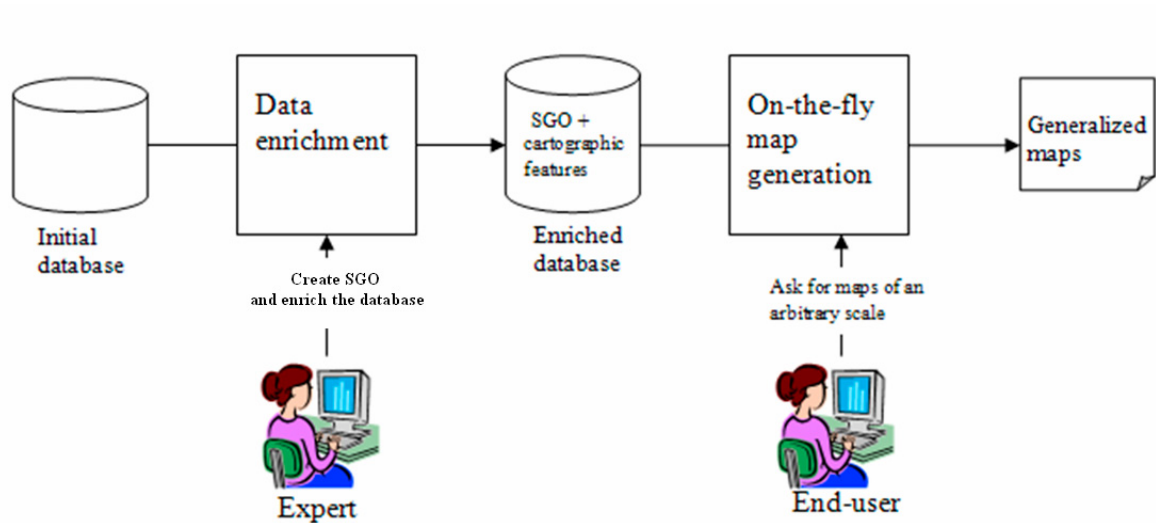 Initial
database
Data
enrichment
Create SGO
and enrich the database
Expert
SGO +
cartographic
features
Enriched
database
On-the-fly
map
generation
Ask for maps of an
arbitrary scale
End-user
Generalized
maps